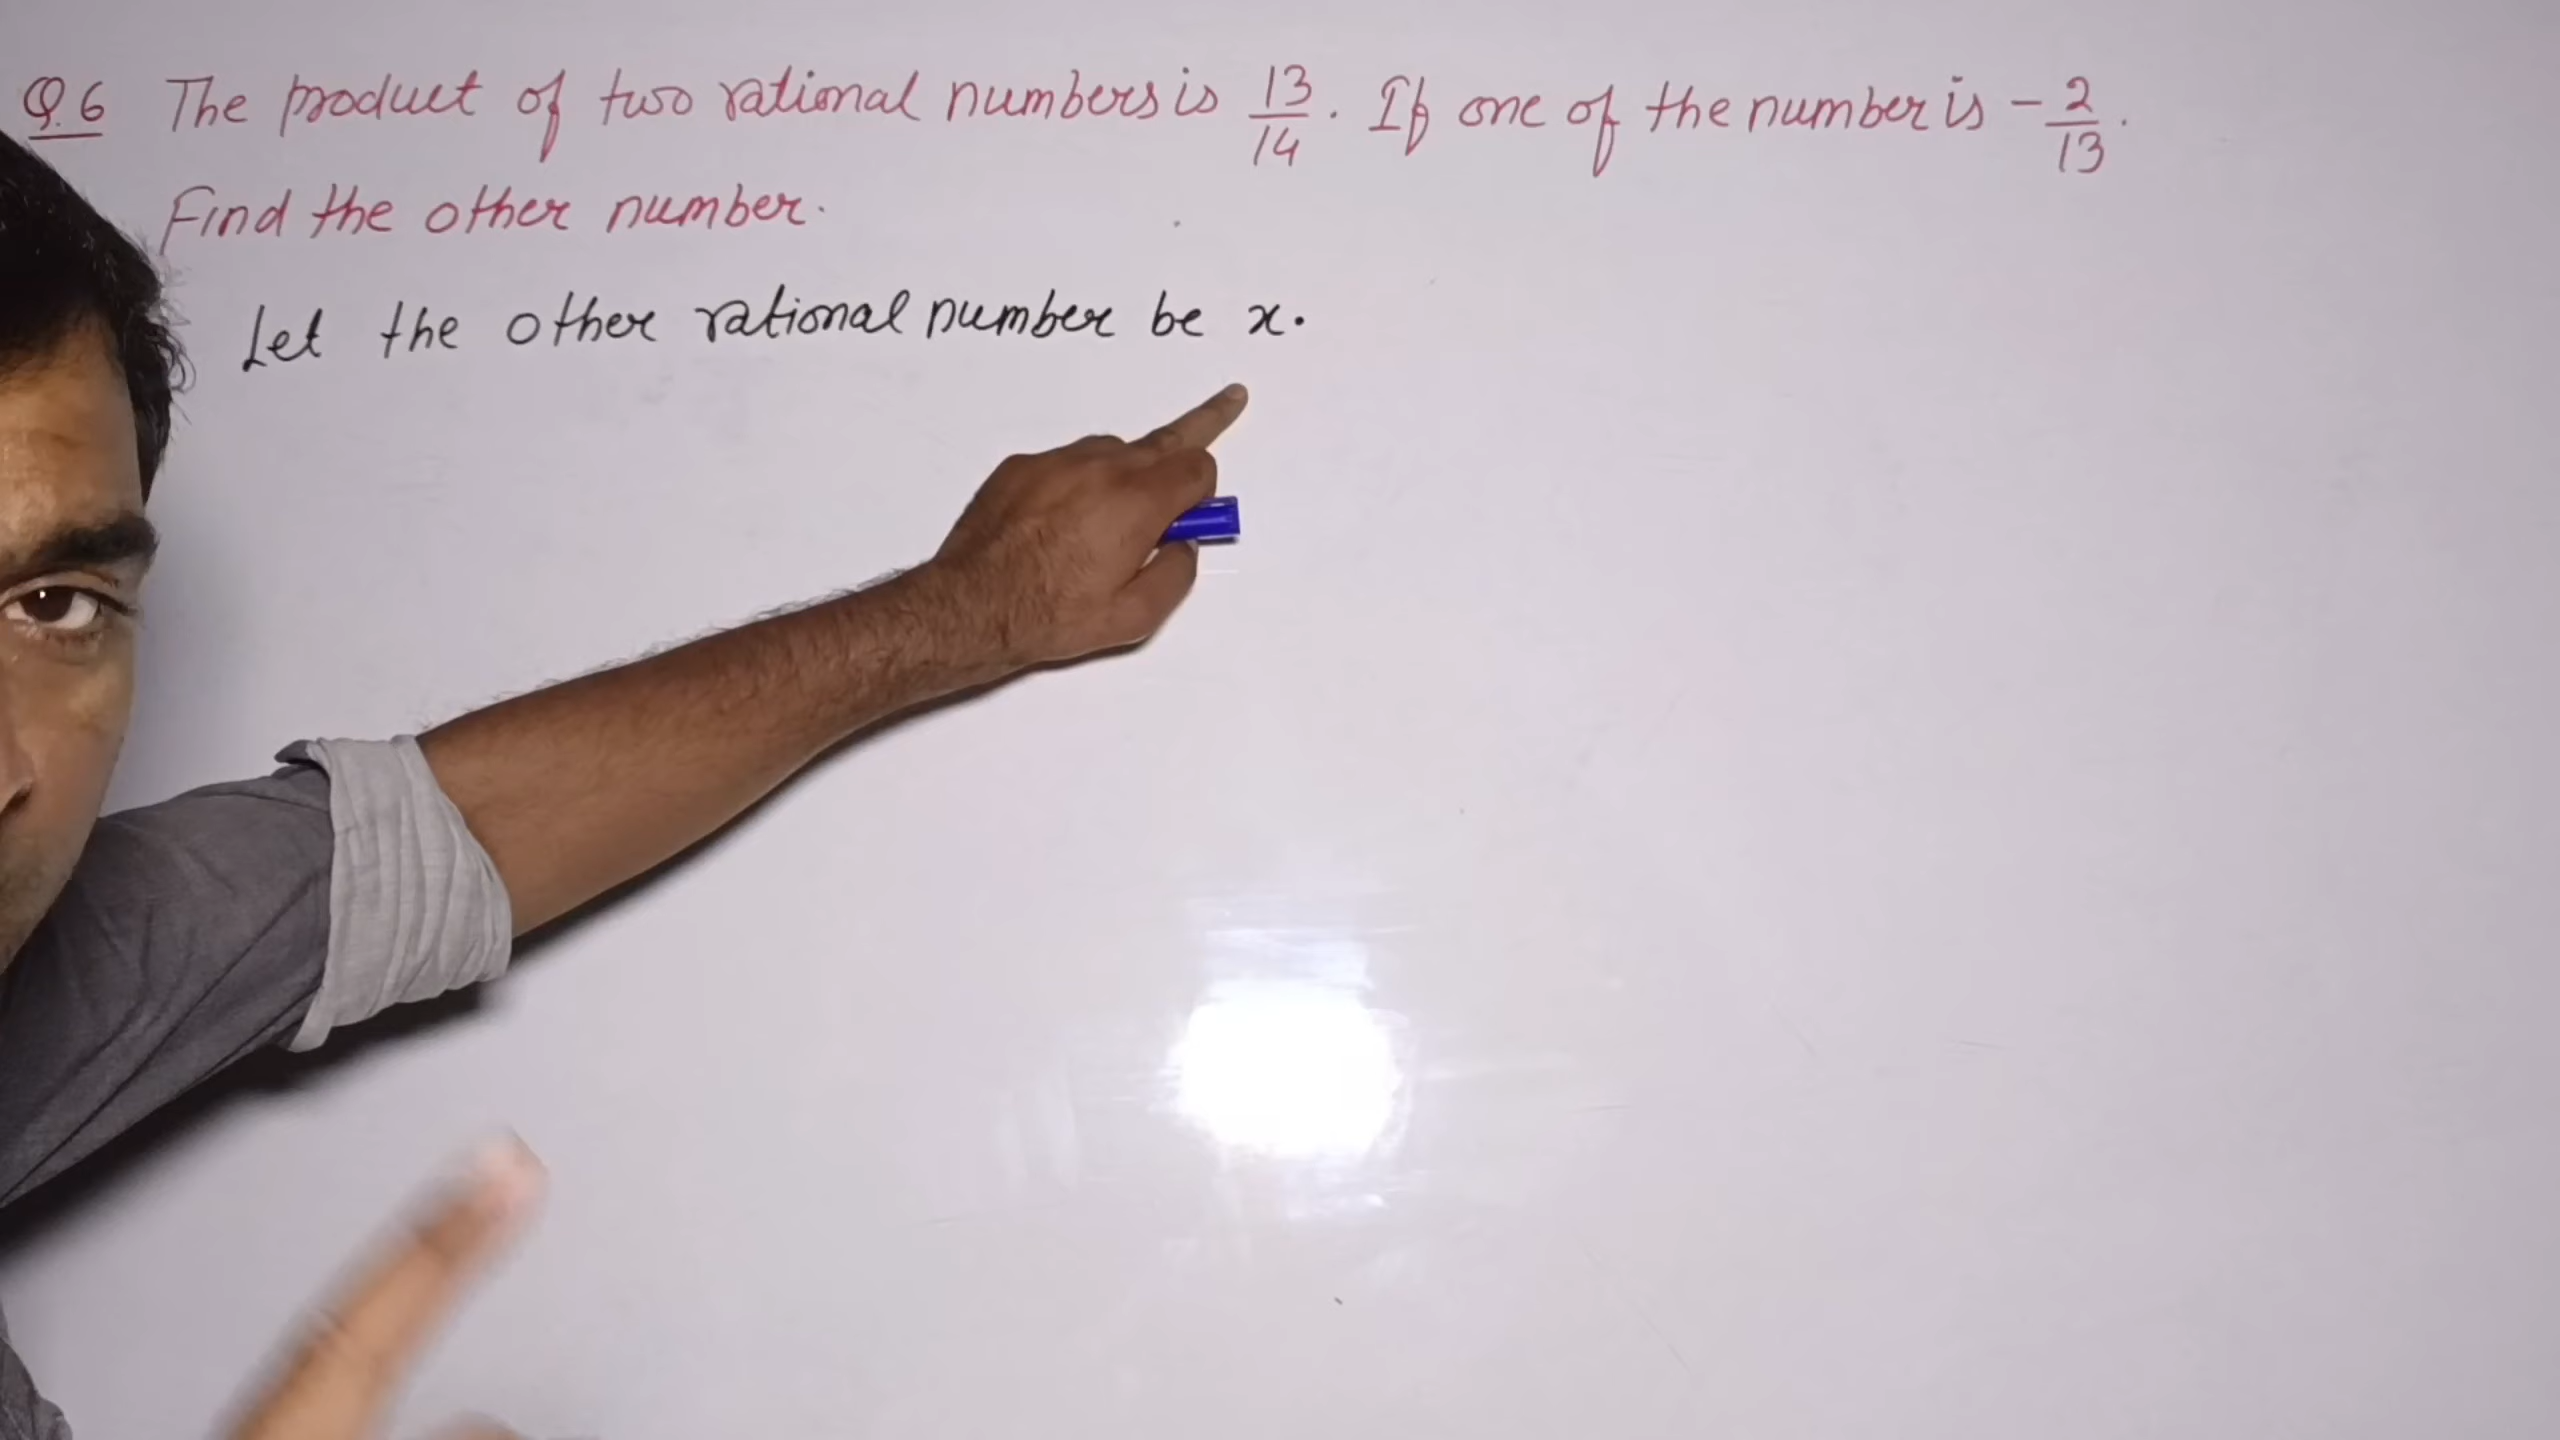 Q.6 The product of two rational numbers is 13/14. If one of the number is -2/13.
Find the other number.
Let the other rational number be x.